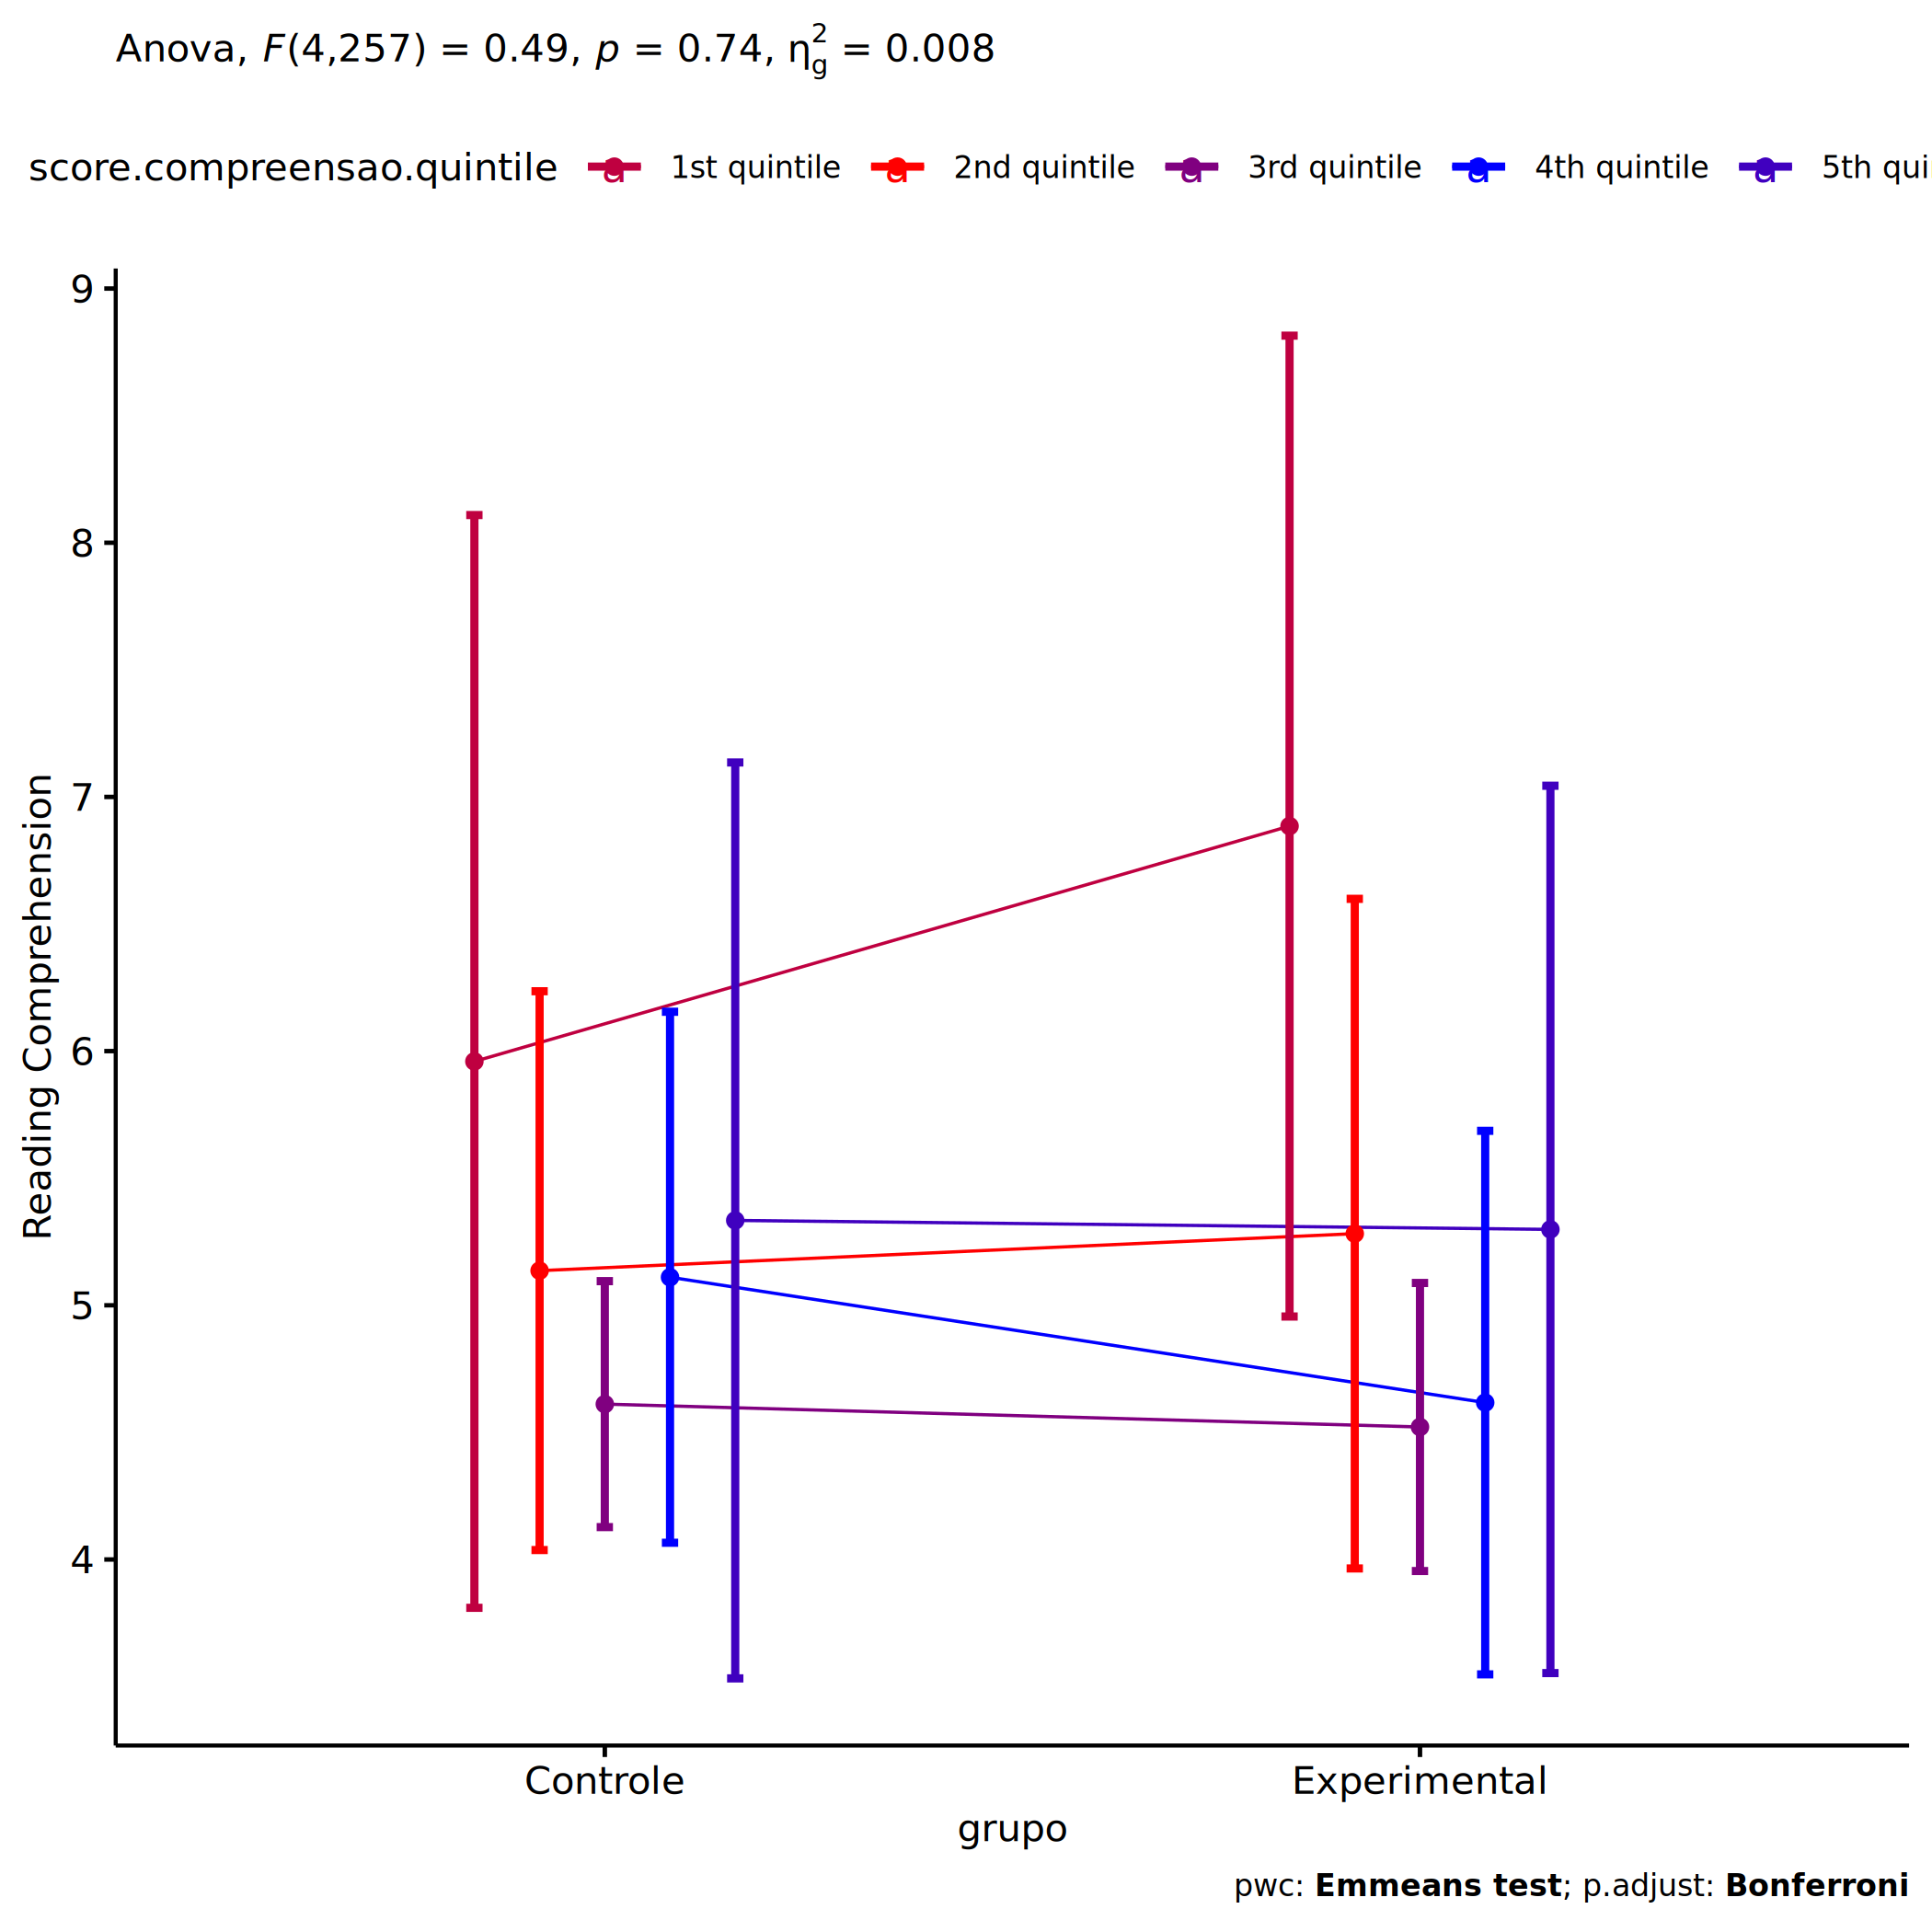 Anova, F(4,257) = 0.49, p = 0.74, η²g = 0.008
score.compreensao.quintile 1st quintile 2nd quintile 3rd quintile 4th quintile 5th qui
Reading Comprehension
9
8
7
6
5
4
Controle Experimental
grupo
pwc: Emmeans test; p.adjust: Bonferroni